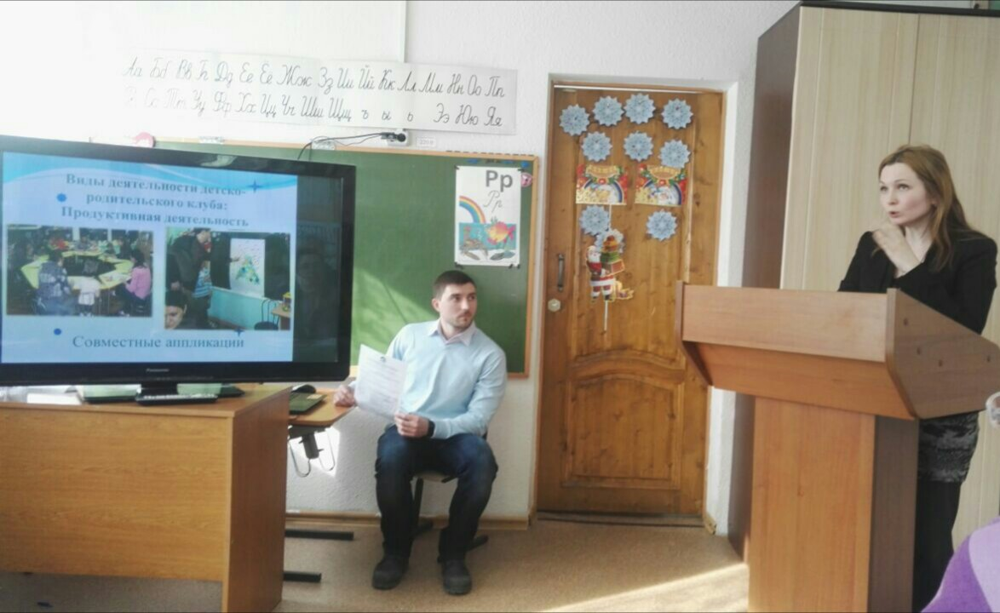 Аа Бб Вв Гг Дд Ее Ёё Жж Зз Ии Йй Кк Лл Мм Нн Оо Пп
Рр Сс Тт Уу Фф Хх Цц Чч Шш Щщ ъ ы ь Ээ Юю Яя
Виды деятельности детско-
родительского клуба:
Продуктивная деятельность
Совместные аппликации
Panasonic
Рр
Рр